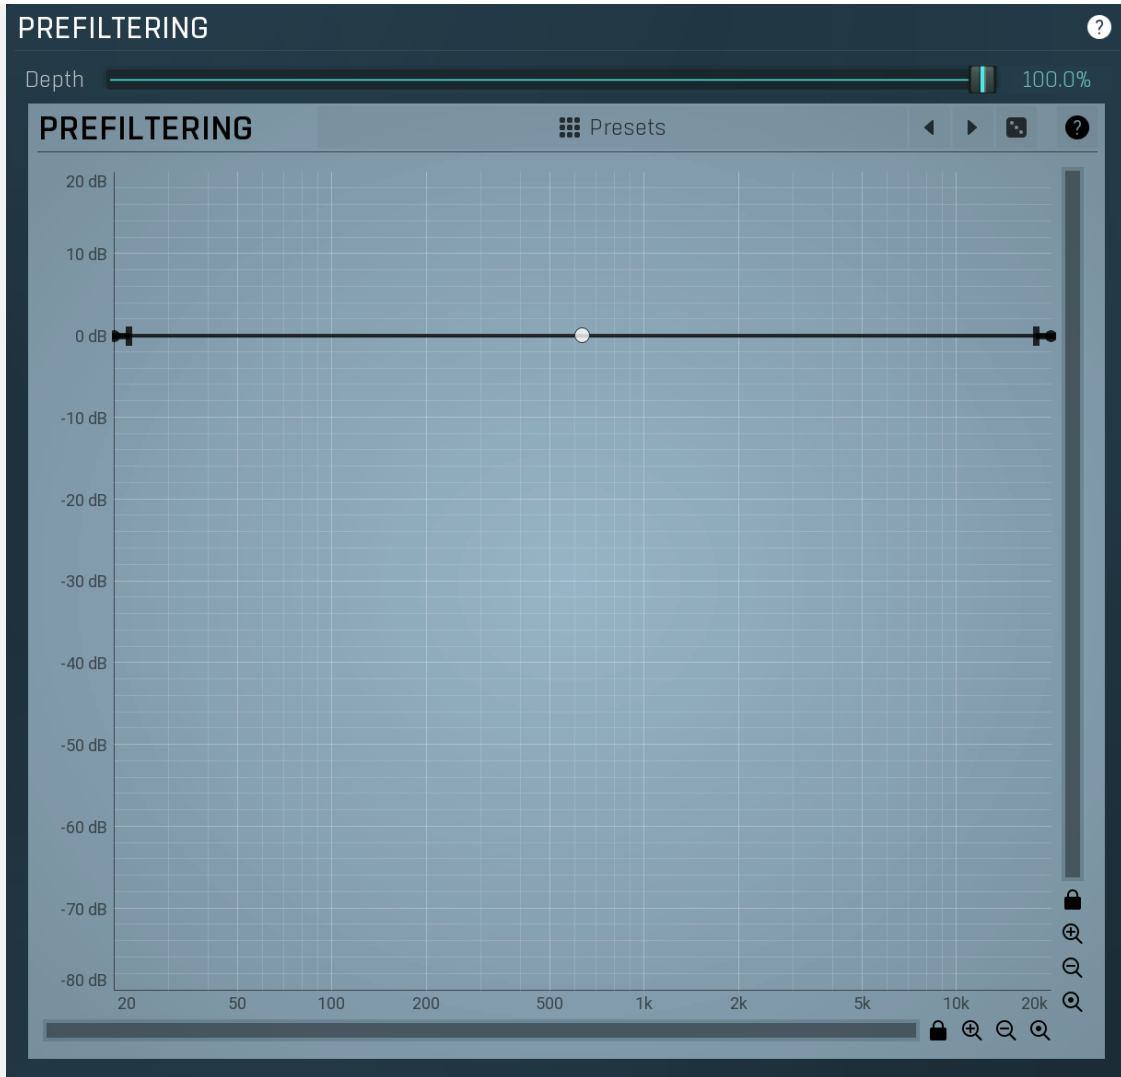 PREFILTERING
?
Depth 100.0%
PREFILTERING Presets ?
20 dB
10 dB
0 dB
-10 dB
-20 dB
-30 dB
-40 dB
-50 dB
-60 dB
-70 dB
-80 dB
20 50 100 200 500 1k 2k 5k 10k 20k